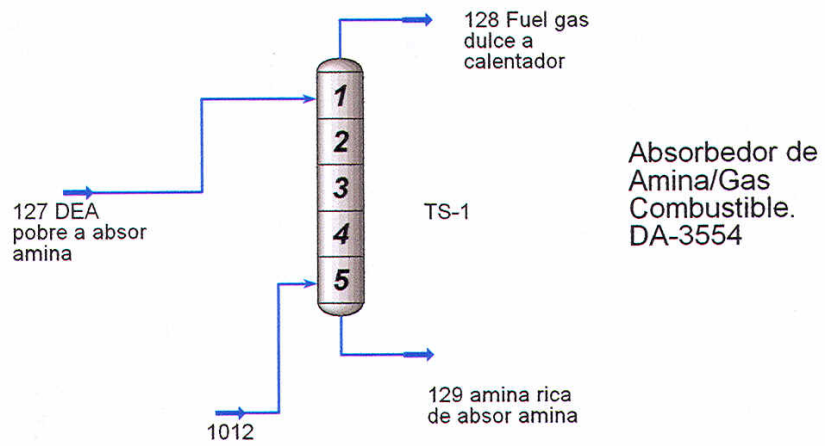 128 Fuel gas
dulce a
calentador
1
2
3
4
5
127 DEA
pobre a absor
amina
TS-1
Absorbedor de
Amina/Gas
Combustible.
DA-3554
129 amina rica
de absor amina
1012